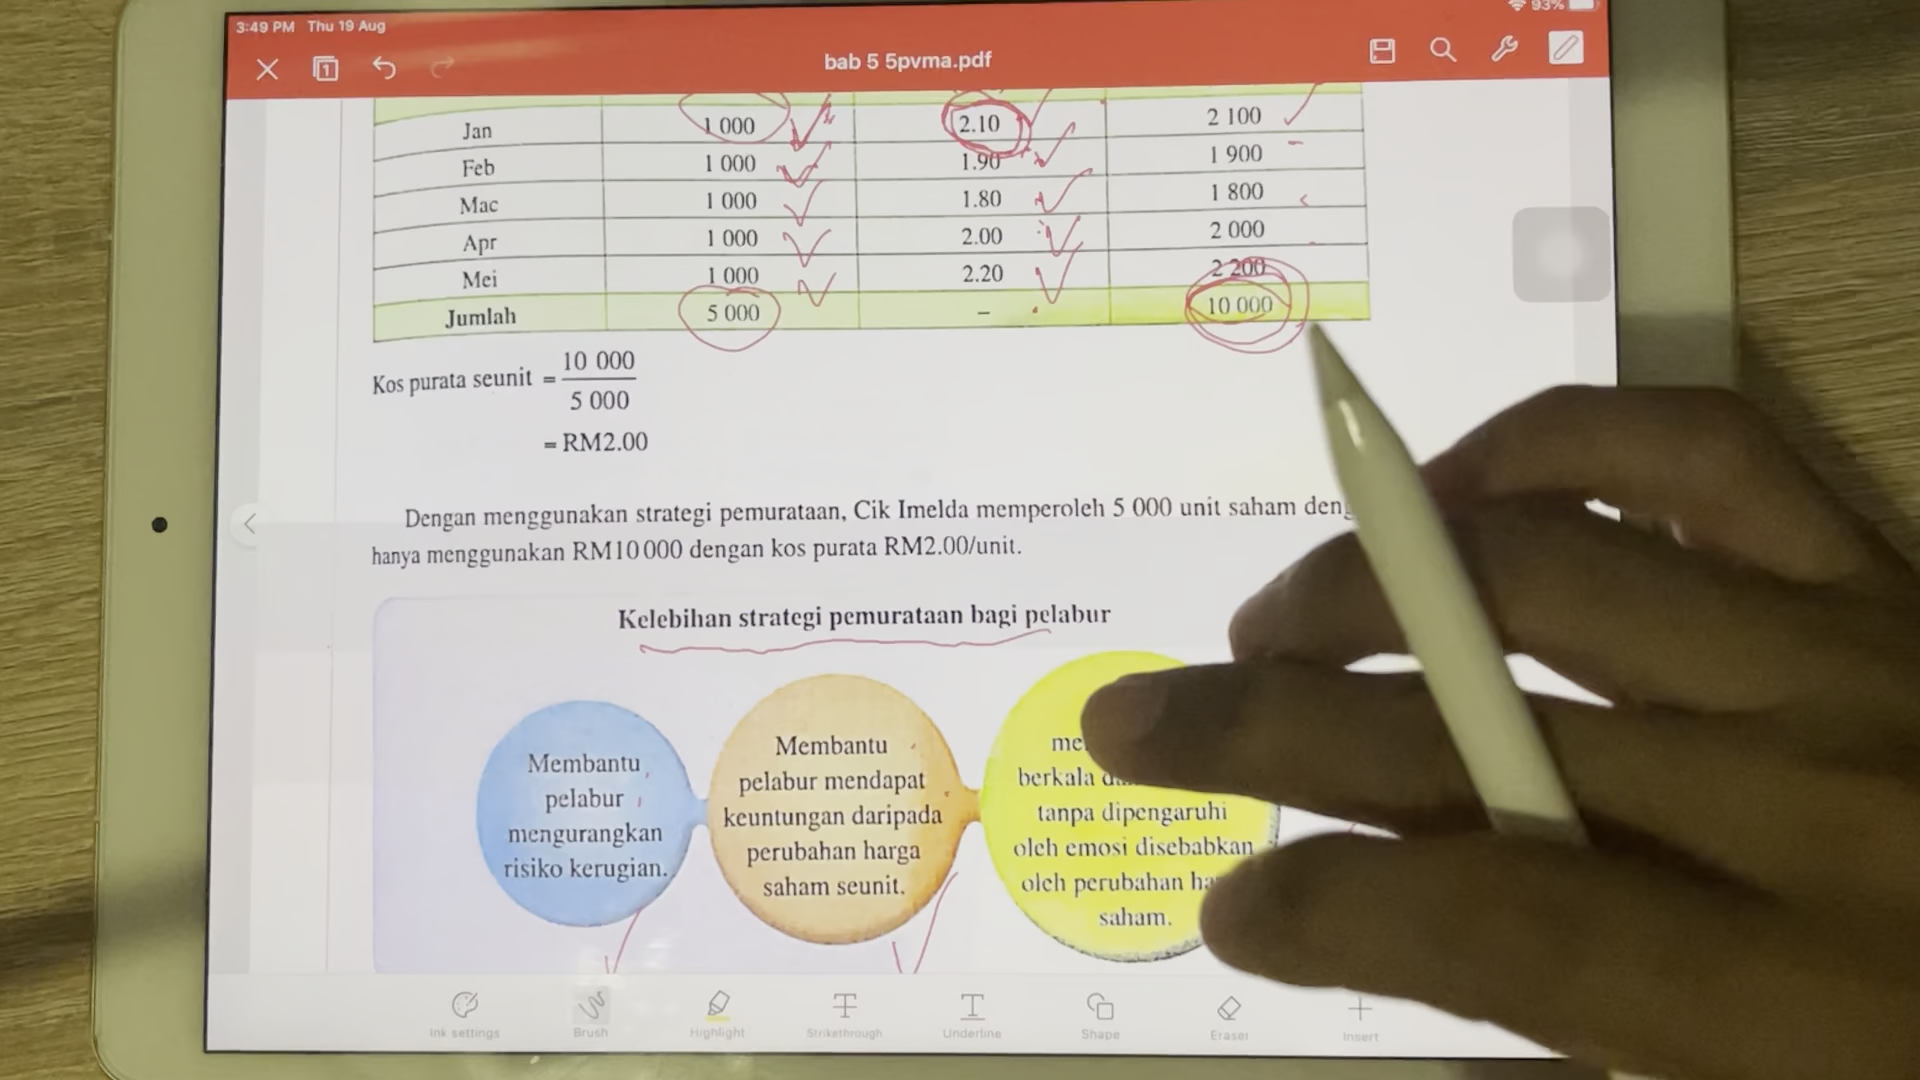 3:49 PM Thu 19 Aug
93%
1
bab 5 5pvma.pdf
Jan 1 000 2.10 2 100
Feb 1 000 1.90 1 900
Mac 1 000 1.80 1 800
Apr 1 000 2.00 2 000
Mei 1 000 2.20 2 200
Jumlah 5 000 – 10 000
Kos purata seunit = 10 000
5 000
= RM2.00
Dengan menggunakan strategi pemurataan, Cik Imelda memperoleh 5 000 unit saham
hanya menggunakan RM10 000 dengan kos purata RM2.00/unit.
Kelebihan strategi pemurataan bagi pelabur
Membantu
pelabur
mengurangkan
risiko kerugian.
Membantu
pelabur mendapat
keuntungan daripada
perubahan harga
saham seunit.
berkala
tanpa dipengaruhi
oleh emosi disebabkan
oleh perubahan
saham.
Ink settings Brush Highlight Strikethrough Underline Shape Eraser Insert